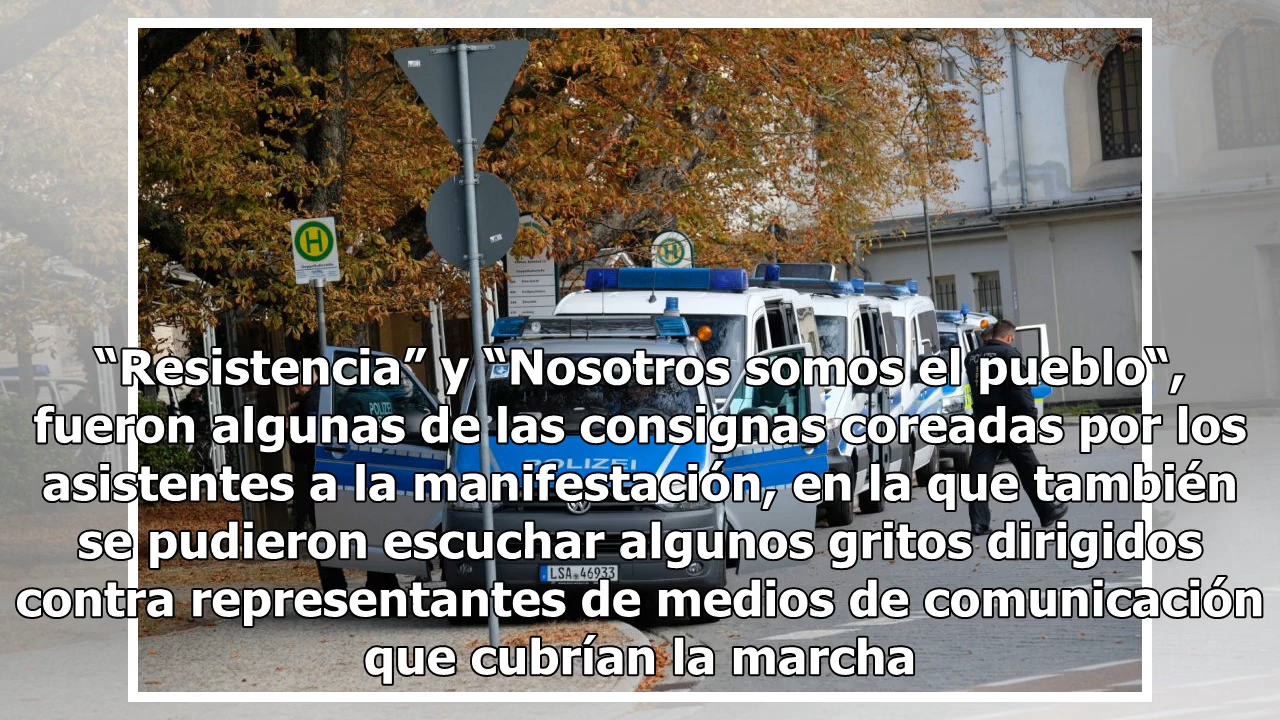 “Resistencia” y “Nosotros somos el pueblo“,
fueron algunas de las consignas coreadas por los
asistentes a la manifestación, en la que también
se pudieron escuchar algunos gritos dirigidos
contra representantes de medios de comunicación
que cubrían la marcha
H
H
POLIZEI
POLIZEI
LSA 46933